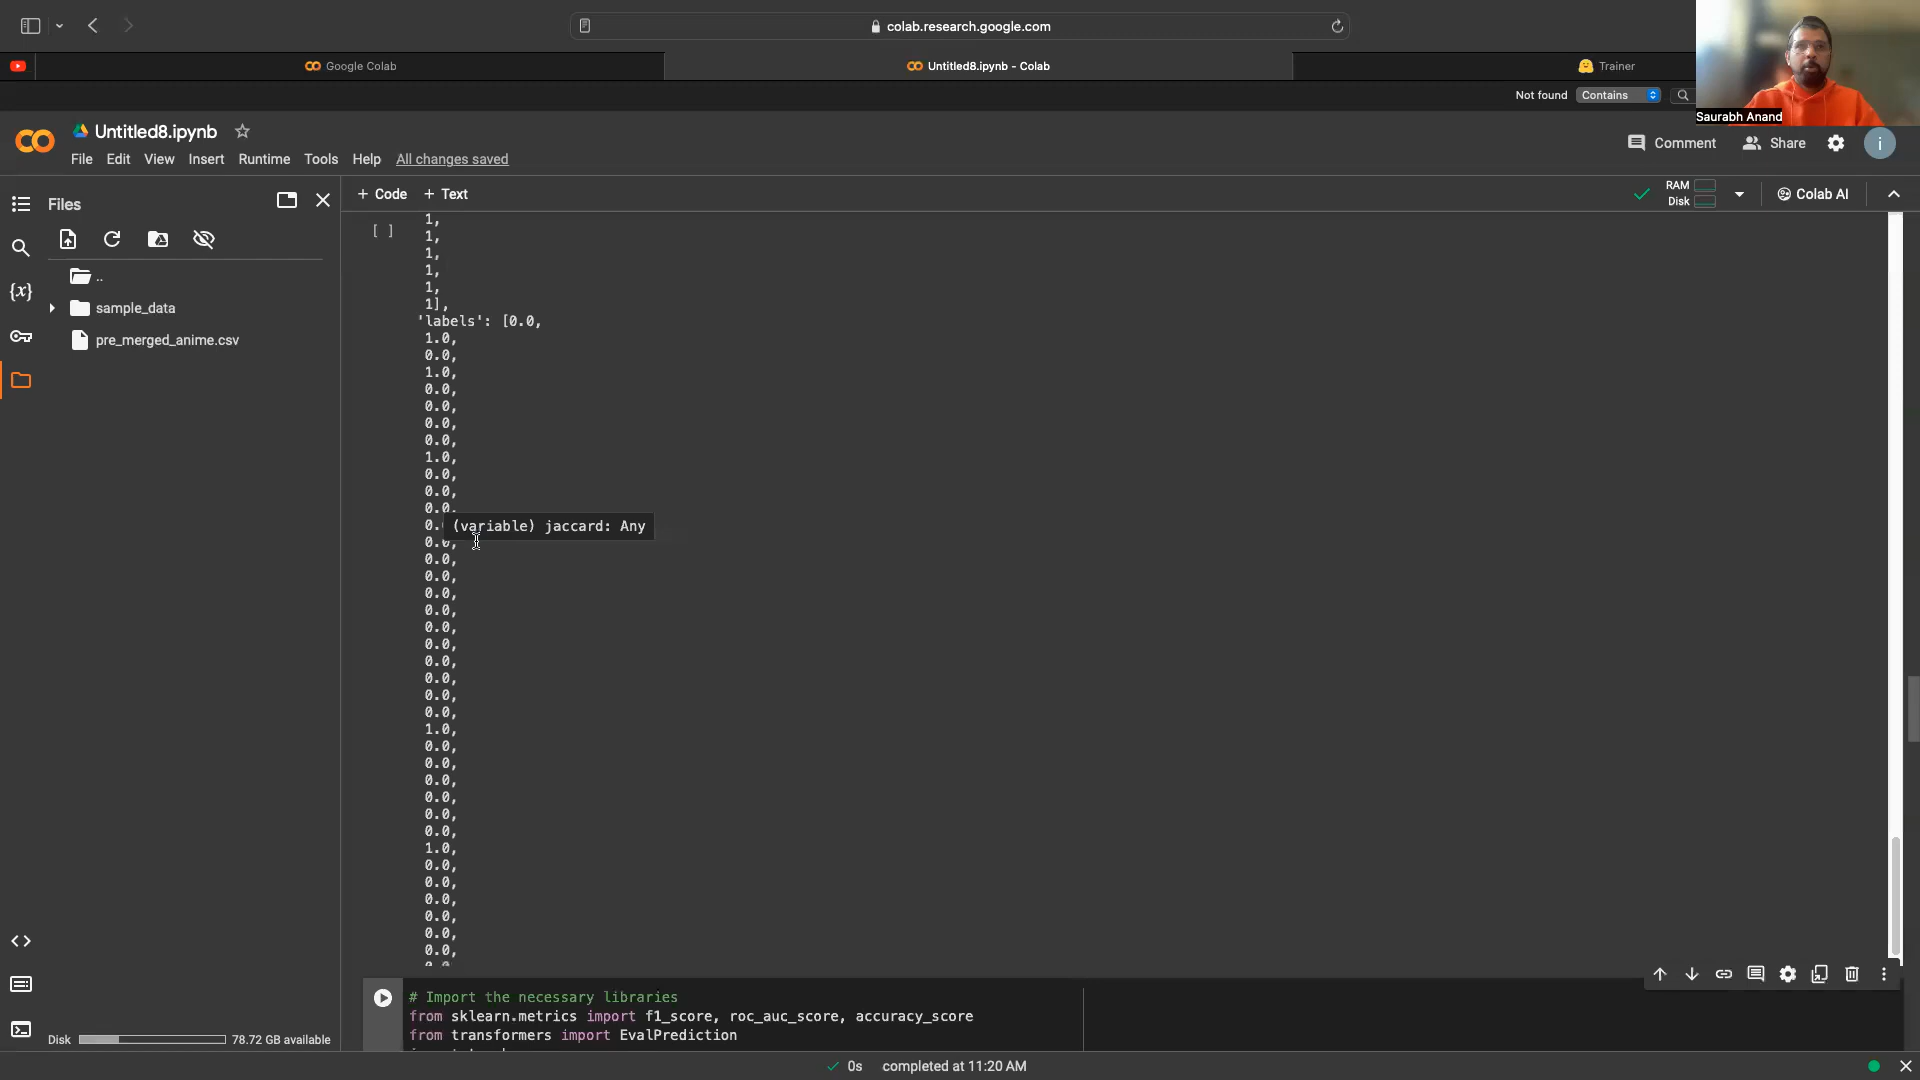 colab.research.google.com
Google Colab
Untitled8.ipynb - Colab
Trainer
Not found
Contains
Saurabh Anand
Untitled8.ipynb
File Edit View Insert Runtime Tools Help All changes saved
Comment
Share
i
Files
+ Code + Text
RAM
Disk
Colab AI
..
sample_data
pre_merged_anime.csv
{x}
[ ]
1,
1,
1,
1,
1,
1],
'labels': [0.0,
1.0,
0.0,
1.0,
0.0,
0.0,
0.0,
0.0,
1.0,
0.0,
0.0,
0.0,
0.
(variable) jaccard: Any
0.0,
0.0,
0.0,
0.0,
0.0,
0.0,
0.0,
0.0,
0.0,
0.0,
0.0,
1.0,
0.0,
0.0,
0.0,
0.0,
0.0,
0.0,
1.0,
0.0,
0.0,
0.0,
0.0,
0.0,
0.0,
# Import the necessary libraries
from sklearn.metrics import f1_score, roc_auc_score, accuracy_score
from transformers import EvalPrediction
Disk 78.72 GB available
0s completed at 11:20 AM